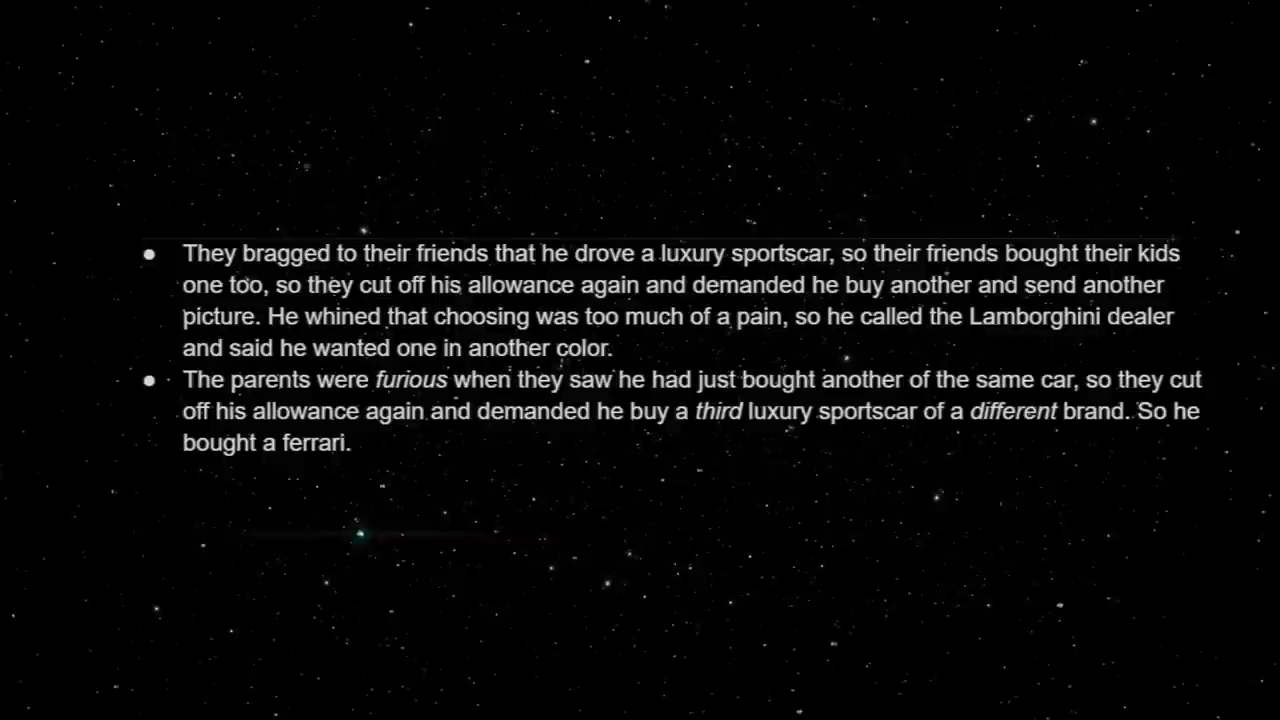 ● They bragged to their friends that he drove a luxury sportscar, so their friends bought their kids
one too, so they cut off his allowance again and demanded he buy another and send another
picture. He whined that choosing was too much of a pain, so he called the Lamborghini dealer
and said he wanted one in another color.
● The parents were furious when they saw he had just bought another of the same car, so they cut
off his allowance again and demanded he buy a third luxury sportscar of a different brand. So he
bought a ferrari.